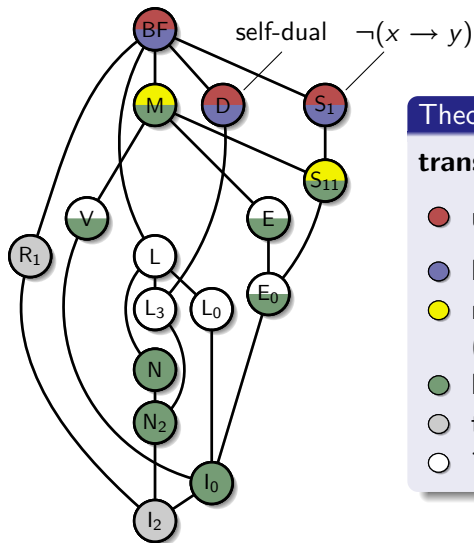 self-dual
¬(x → y)
BF
M
D
S₁
S₁₁
V
E
R₁
L
L₃
L₀
E₀
N
N₂
I₀
I₂
Theo
trans